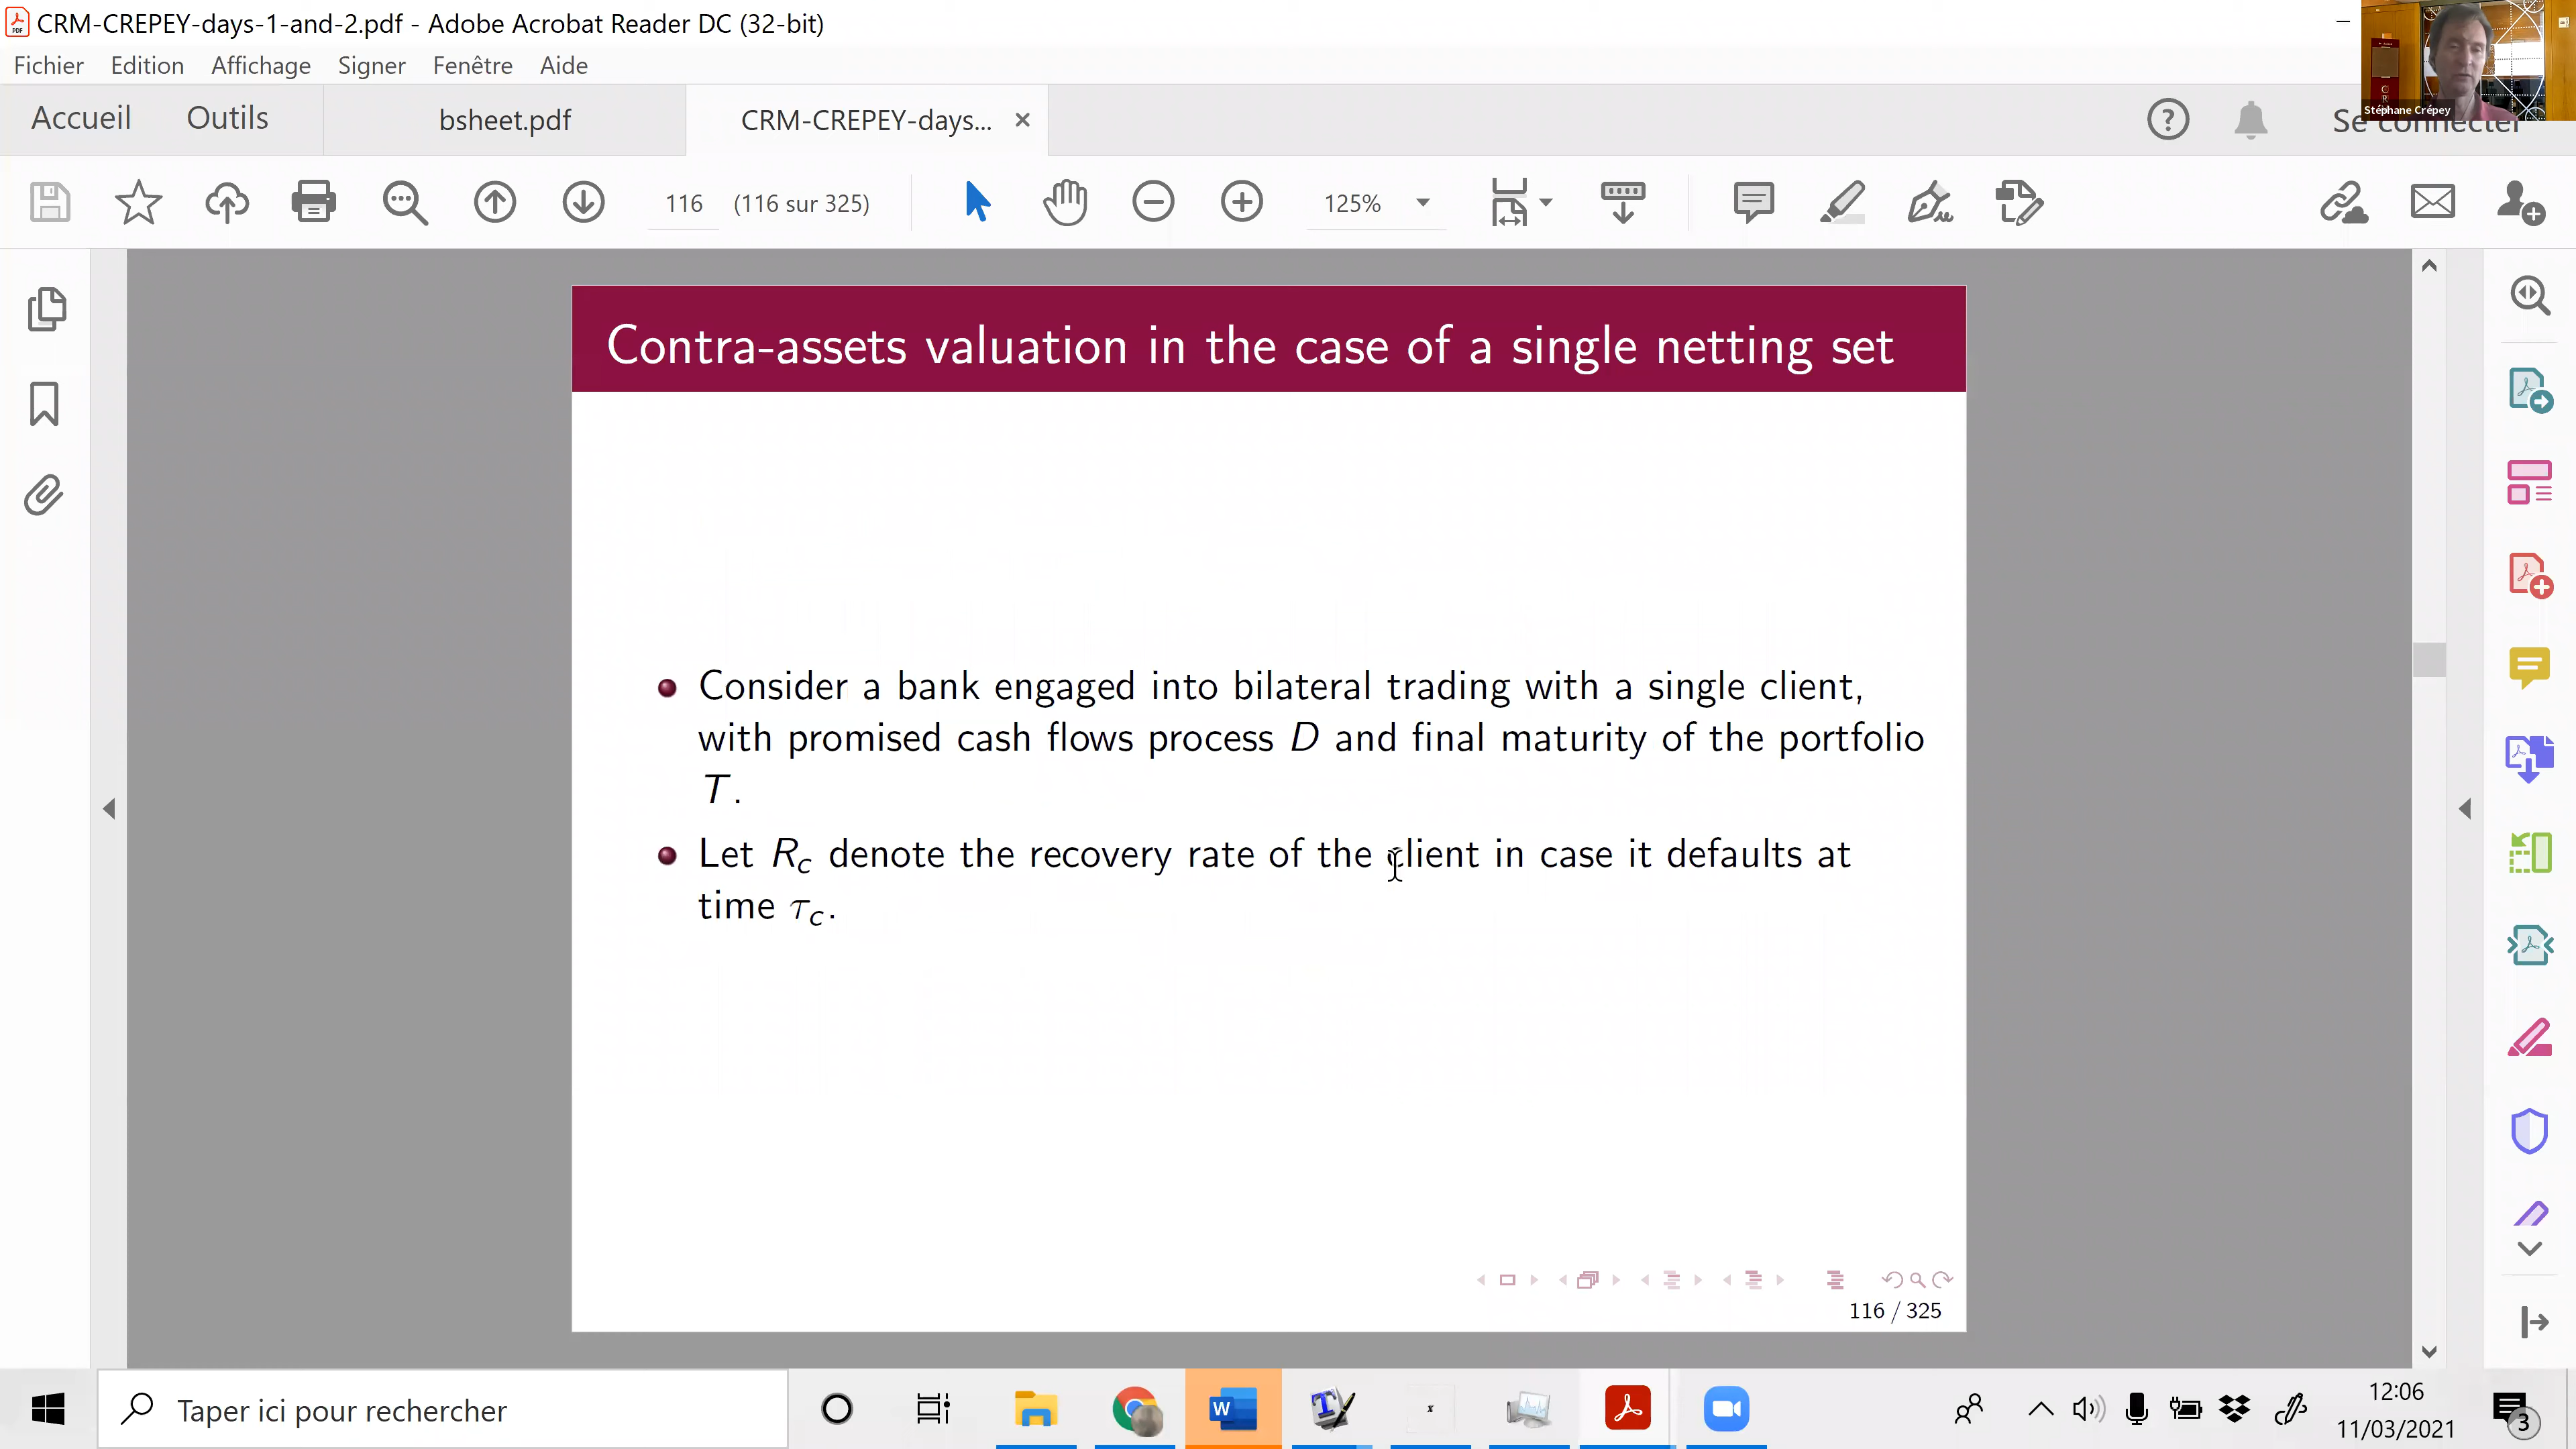 CRM-CREPEY-days-1-and-2.pdf - Adobe Acrobat Reader DC (32-bit)
Stéphane Crépey
Fichier Edition Affichage Signer Fenêtre Aide
Accueil Outils bsheet.pdf CRM-CREPEY-days... Se connecter
116 (116 sur 325) 125%
Contra-assets valuation in the case of a single netting set
Consider a bank engaged into bilateral trading with a single client,
with promised cash flows process D and final maturity of the portfolio
T.
Let R_c denote the recovery rate of the client in case it defaults at
time τ_c.
116 / 325
Taper ici pour rechercher
12:06
11/03/2021
3